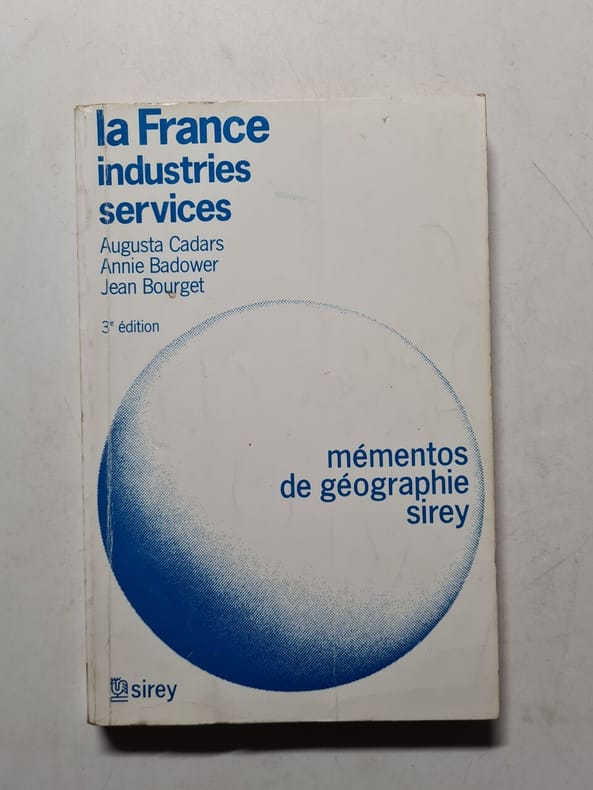 la France
industries
services
Augusta Cadars
Annie Badower
Jean Bourget
3e édition
mémentos
de géographie
sirey
sirey